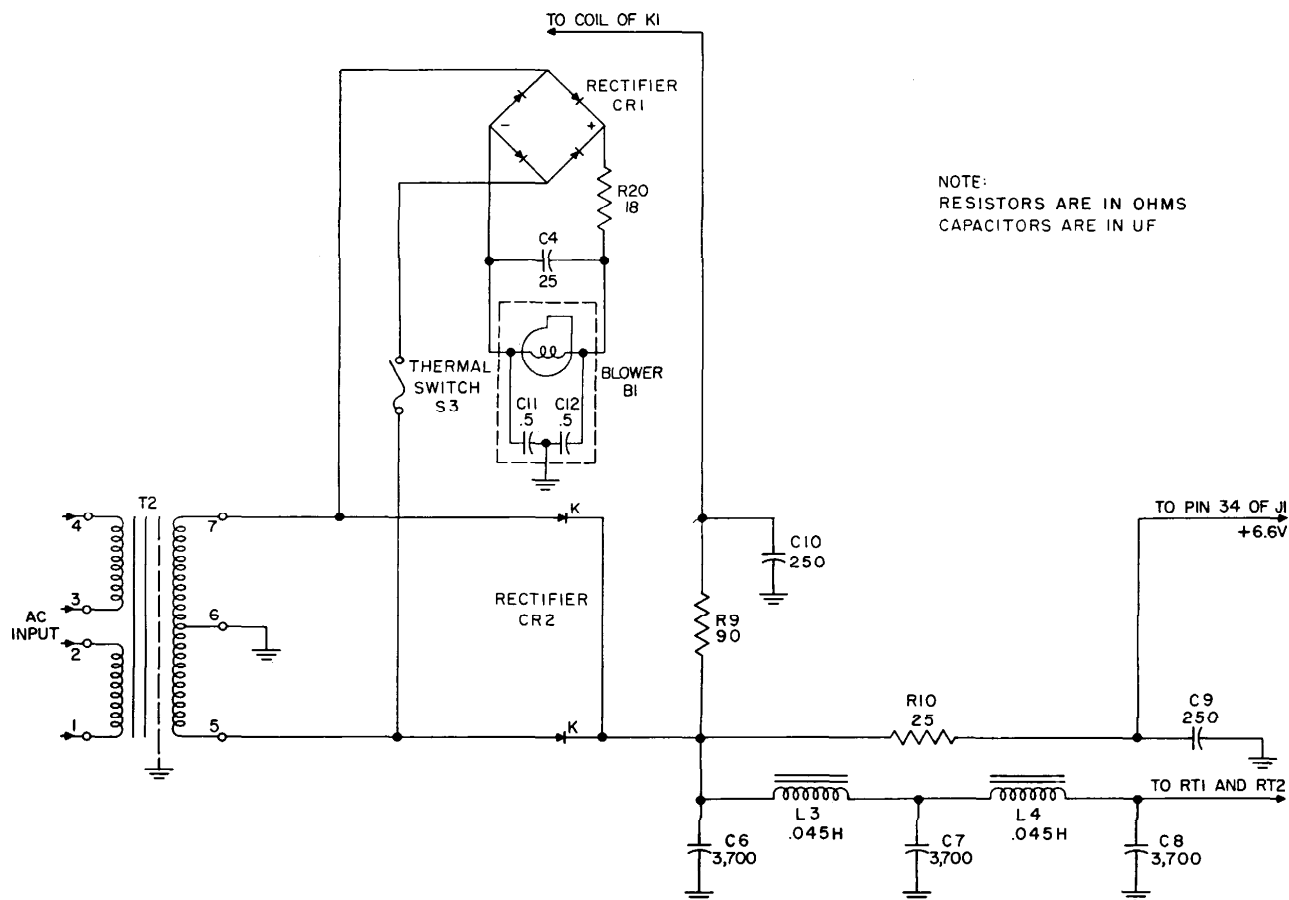 TO COIL OF K1
RECTIFIER
CR1
-
+
R20
18
NOTE:
RESISTORS ARE IN OHMS
CAPACITORS ARE IN UF
C4
25
THERMAL
SWITCH
S3
BLOWER
B1
C11
.5
C12
.5
T2
4
7
K
TO PIN 34 OF J1
+6.6V
C10
250
3
AC
INPUT
2
6
RECTIFIER
CR2
R9
90
1
5
K
R10
25
C9
250
TO RT1 AND RT2
L3
.045H
L4
.045H
C6
3,700
C7
3,700
C8
3,700